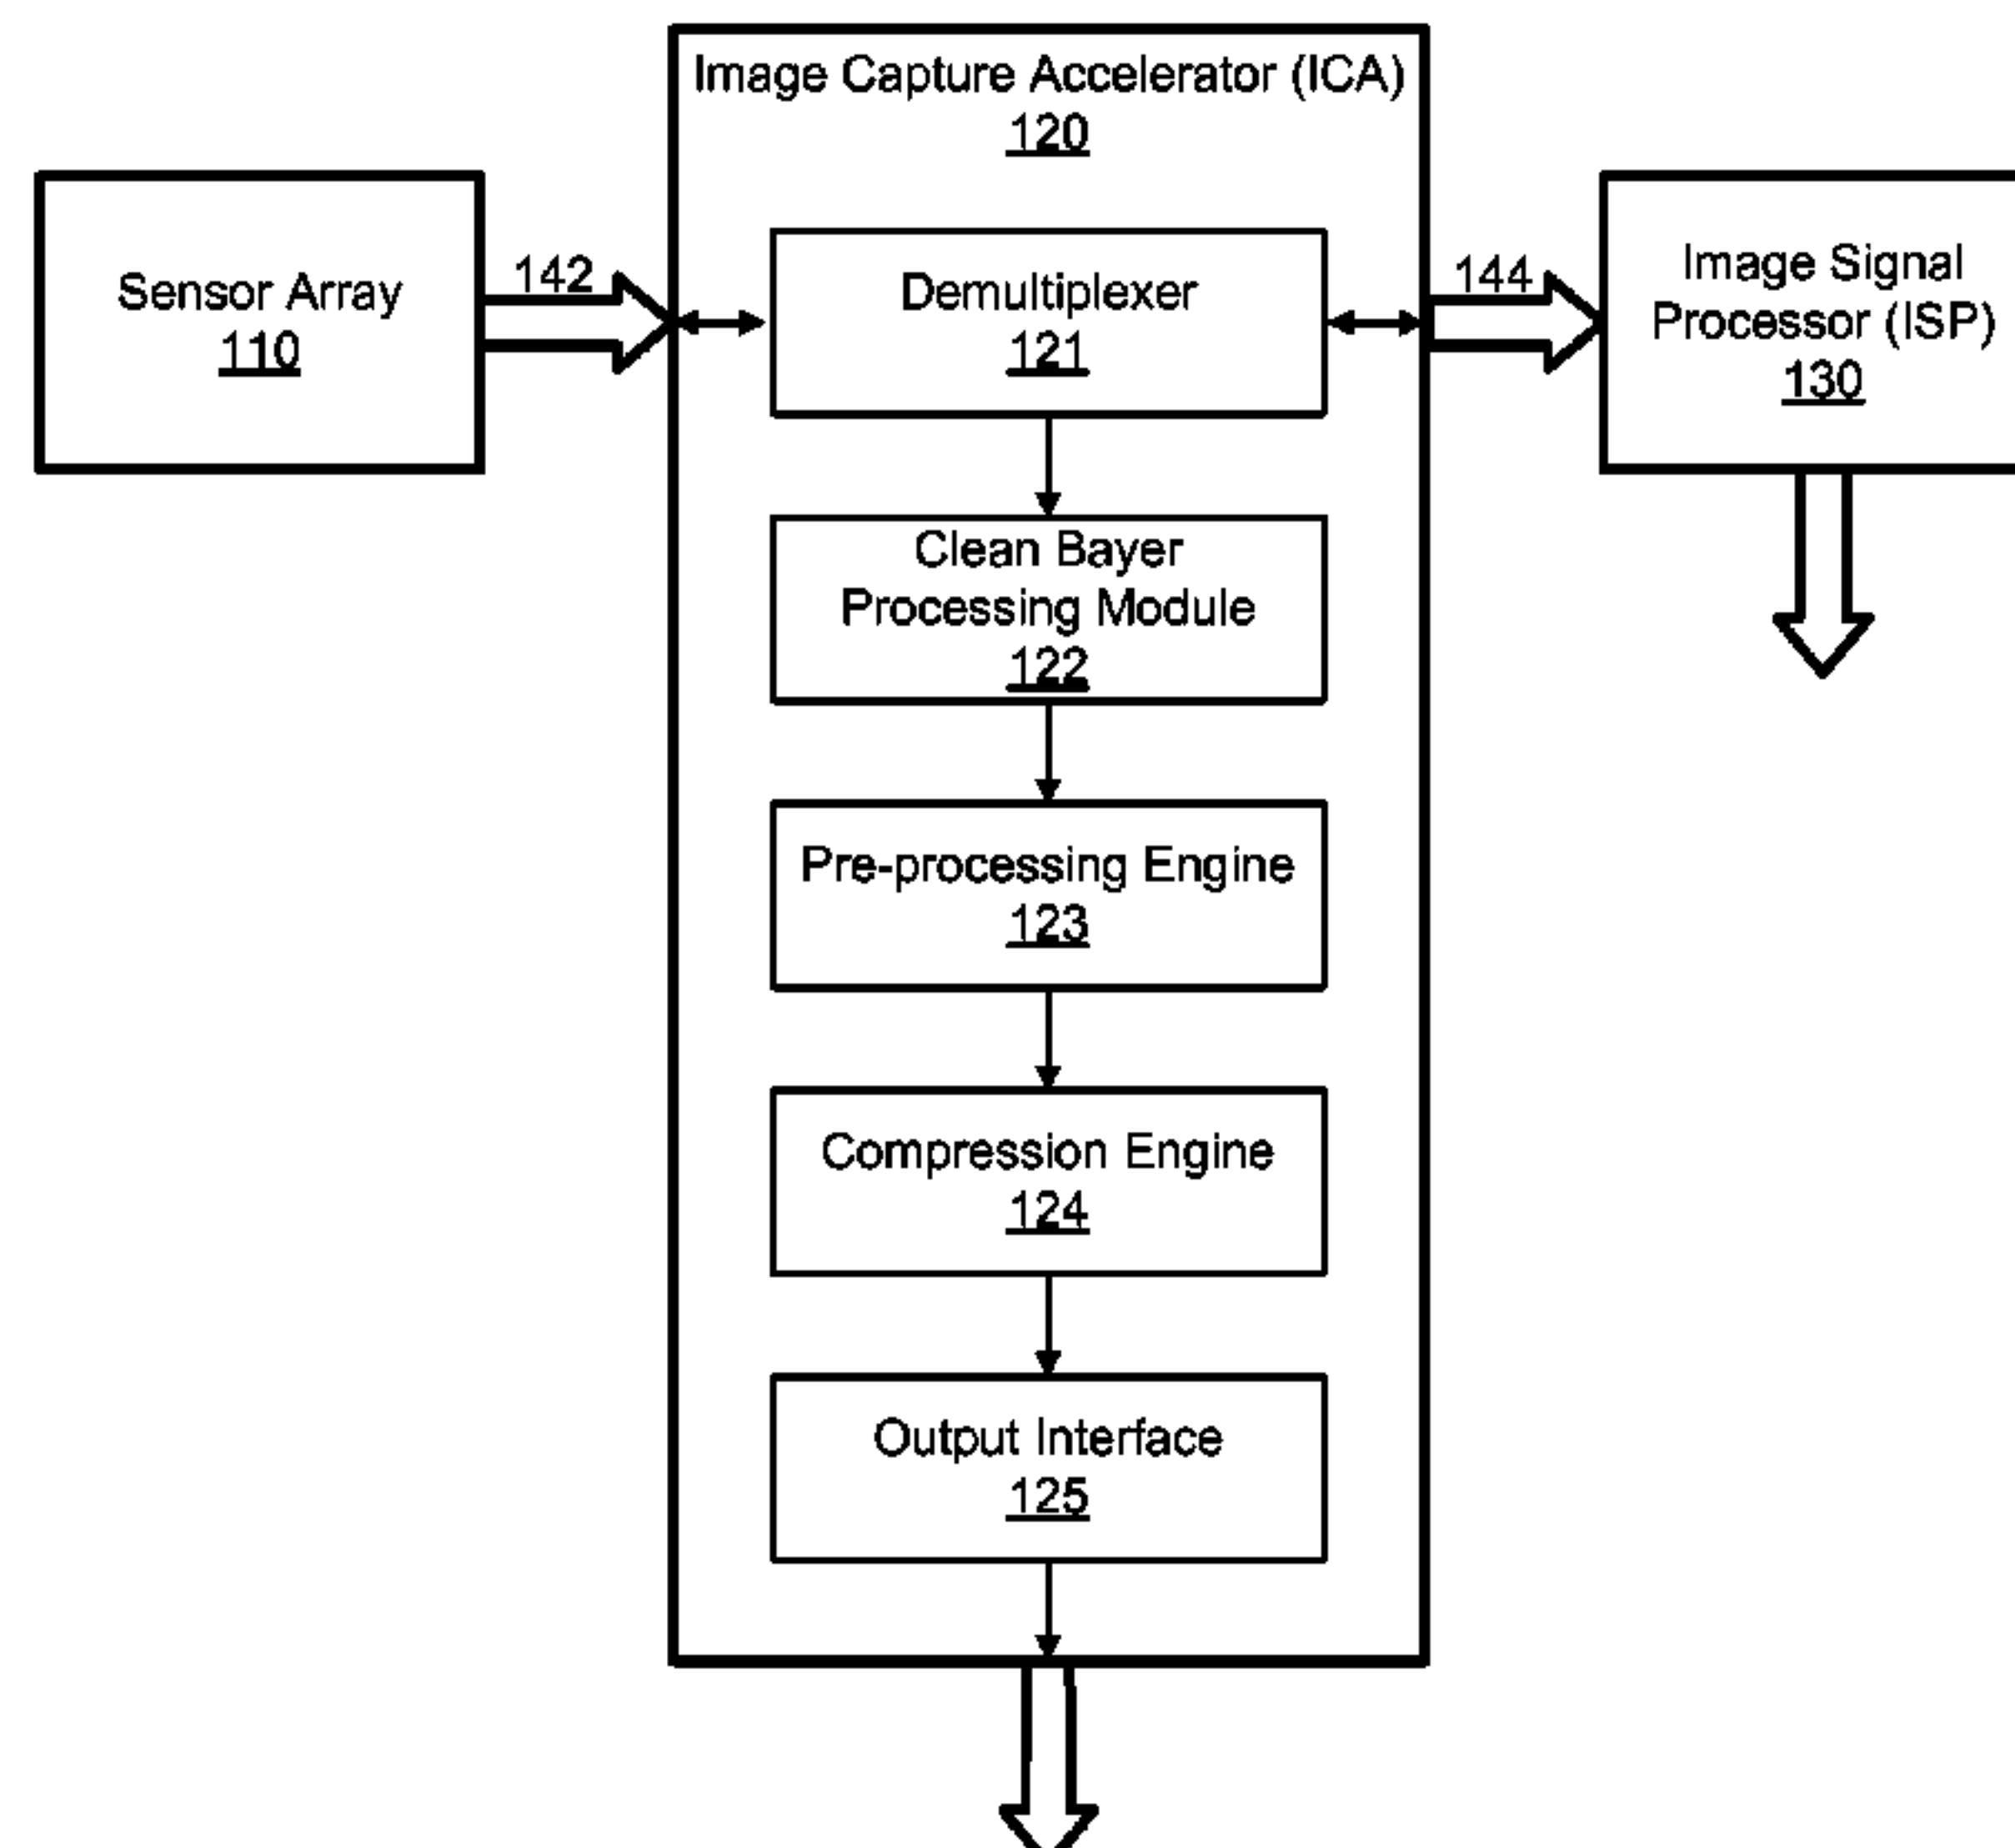 Image Capture Accelerator (ICA)
120
Sensor Array
110
142
Demultiplexer
121
144
Image Signal
Processor (ISP)
130
Clean Bayer
Processing Module
122
Pre-processing Engine
123
Compression Engine
124
Output Interface
125